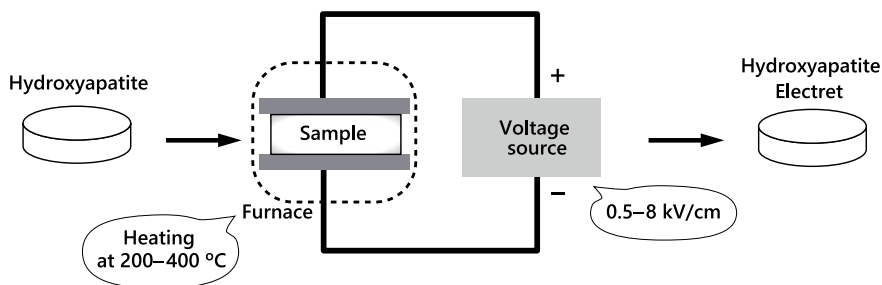 Hydroxyapatite
Sample
Furnace
Heating
at 200–400 ºC
+
Voltage
source
–
0.5–8 kV/cm
Hydroxyapatite
Electret